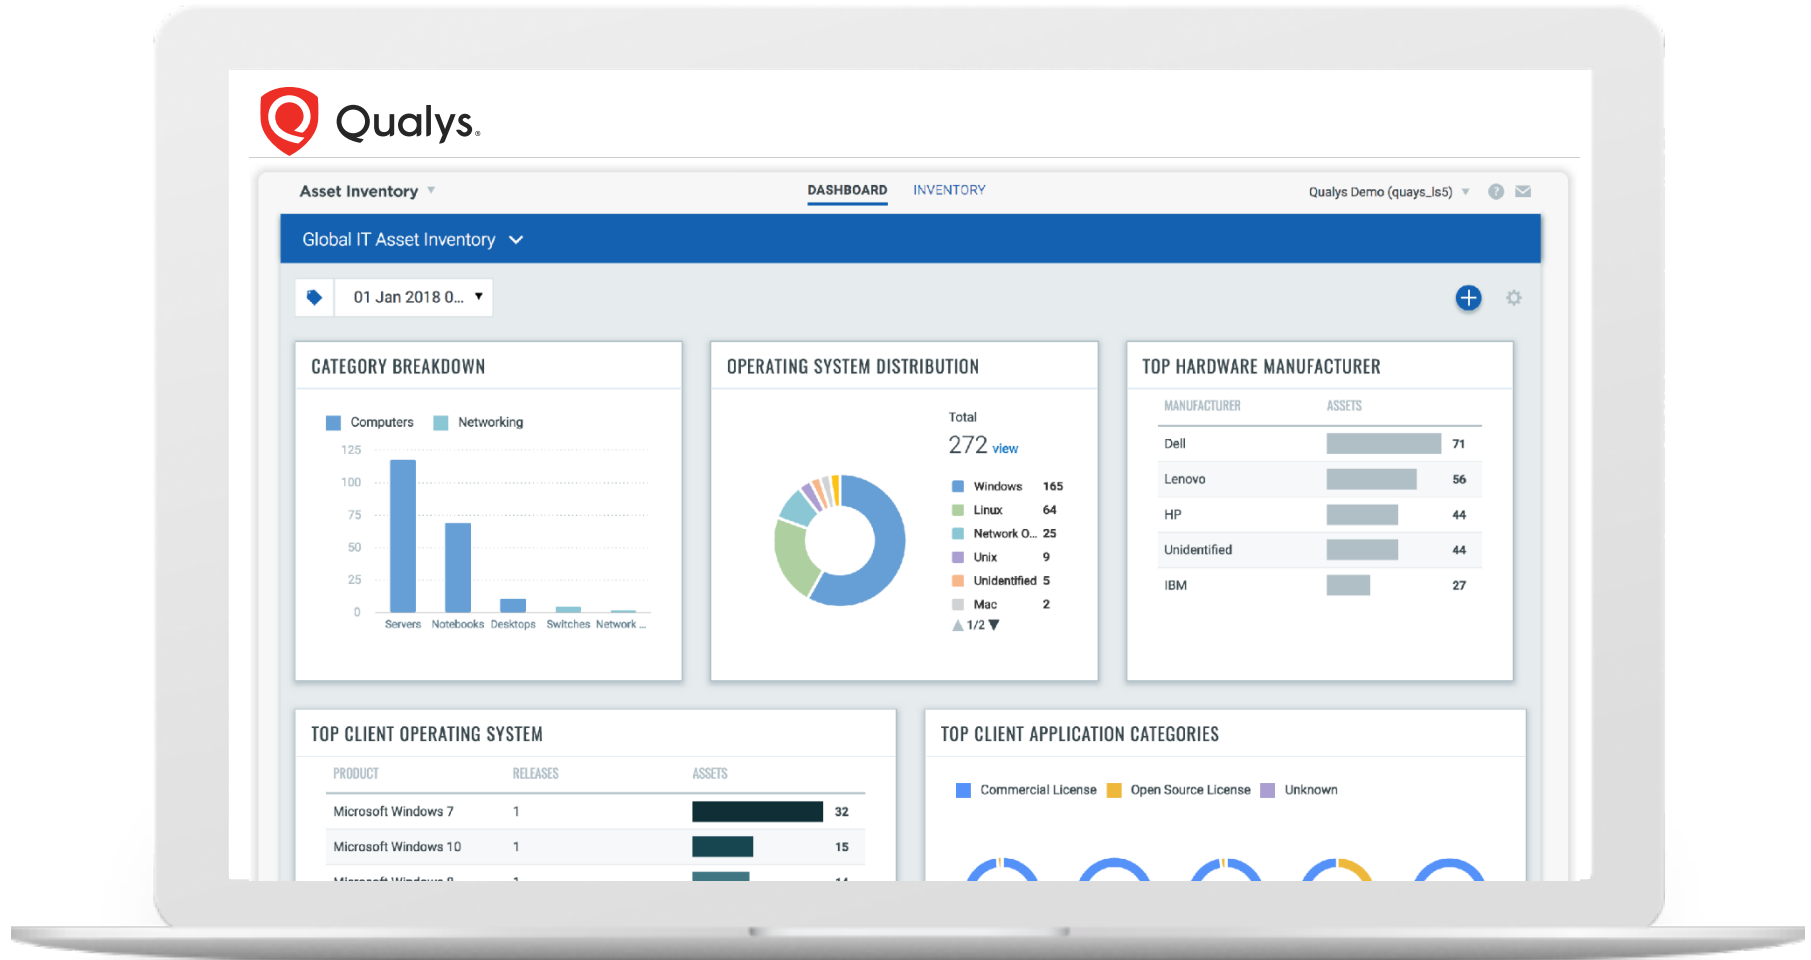 Qualys®
Asset Inventory
DASHBOARD
INVENTORY
Qualys Demo (quays_ls5)
Global IT Asset Inventory
01 Jan 2018 0...
CATEGORY BREAKDOWN
Computers Networking
125
100
75
50
25
0
Servers Notebooks Desktops Switches Network ...
OPERATING SYSTEM DISTRIBUTION
Total
272 view
Windows 165
Linux 64
Network O... 25
Unix 9
Unidentified 5
Mac 2
1/2
TOP HARDWARE MANUFACTURER
MANUFACTURER ASSETS
Dell 71
Lenovo 56
HP 44
Unidentified 44
IBM 27
TOP CLIENT OPERATING SYSTEM
PRODUCT RELEASES ASSETS
Microsoft Windows 7 1 32
Microsoft Windows 10 1 15
Microsoft Windows
TOP CLIENT APPLICATION CATEGORIES
Commercial License Open Source License Unknown